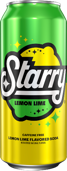 Starry
LEMON LIME
CAFFEINE FREE
LEMON LIME FLAVORED SODA